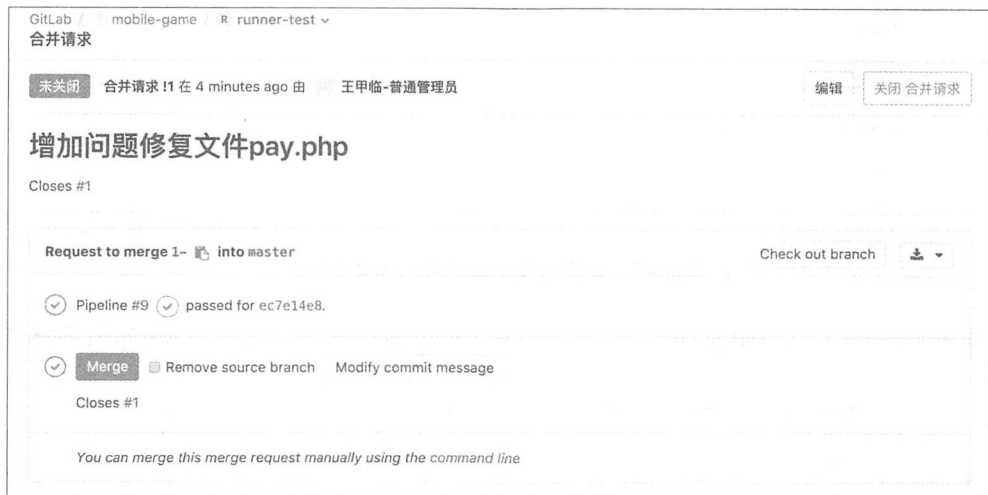 GitLab / mobile-game / R runner-test
合并请求
未关闭 合并请求 !1 在 4 minutes ago 由 王甲临-普通管理员 编辑 关闭 合并请求
增加问题修复文件pay.php
Closes #1
Request to merge 1- into master Check out branch
Pipeline #9 passed for ec7e14e8.
Merge Remove source branch Modify commit message
Closes #1
You can merge this merge request manually using the command line